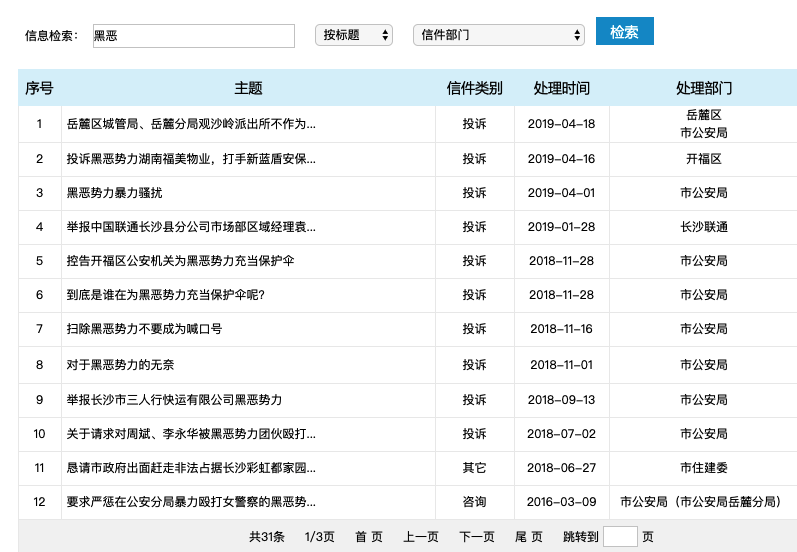 信息检索： 黑恶 按标题 信件部门 检索
序号 主题 信件类别 处理时间 处理部门
1 岳麓区城管局、岳麓分局观沙岭派出所不作为... 投诉 2019-04-18 岳麓区
市公安局
2 投诉黑恶势力湖南福美物业，打手新蓝盾安保... 投诉 2019-04-16 开福区
3 黑恶势力暴力骚扰 投诉 2019-04-01 市公安局
4 举报中国联通长沙县分公司市场部区域经理袁... 投诉 2019-01-28 长沙联通
5 控告开福区公安机关为黑恶势力充当保护伞 投诉 2018-11-28 市公安局
6 到底是谁在为黑恶势力充当保护伞呢？ 投诉 2018-11-28 市公安局
7 扫除黑恶势力不要成为喊口号 投诉 2018-11-16 市公安局
8 对于黑恶势力的无奈 投诉 2018-11-01 市公安局
9 举报长沙市三人行快运有限公司黑恶势力 投诉 2018-09-13 市公安局
10 关于请求对周斌、李永华被黑恶势力团伙殴打... 投诉 2018-07-02 市公安局
11 恳请市政府出面赶走非法占据长沙彩虹都家园... 其它 2018-06-27 市住建委
12 要求严惩在公安分局暴力殴打女警察的黑恶势... 咨询 2016-03-09 市公安局（市公安局岳麓分局）
共31条 1/3页 首 页 上一页 下一页 尾 页 跳转到 页